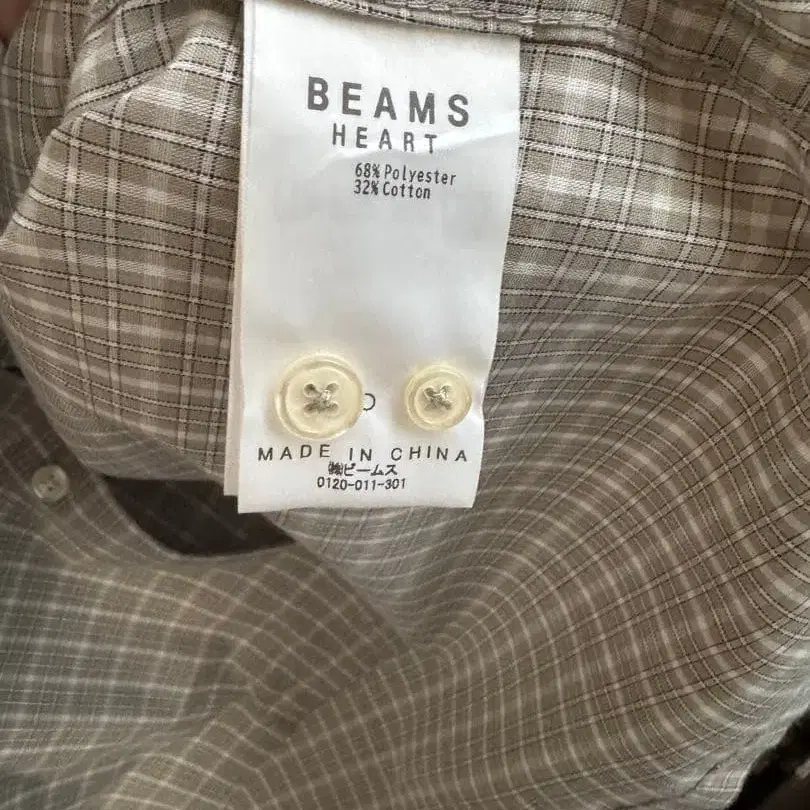 BEAMS
HEART
68% Polyester
32% Cotton
MADE IN CHINA
㈱ビームス
0120-011-301